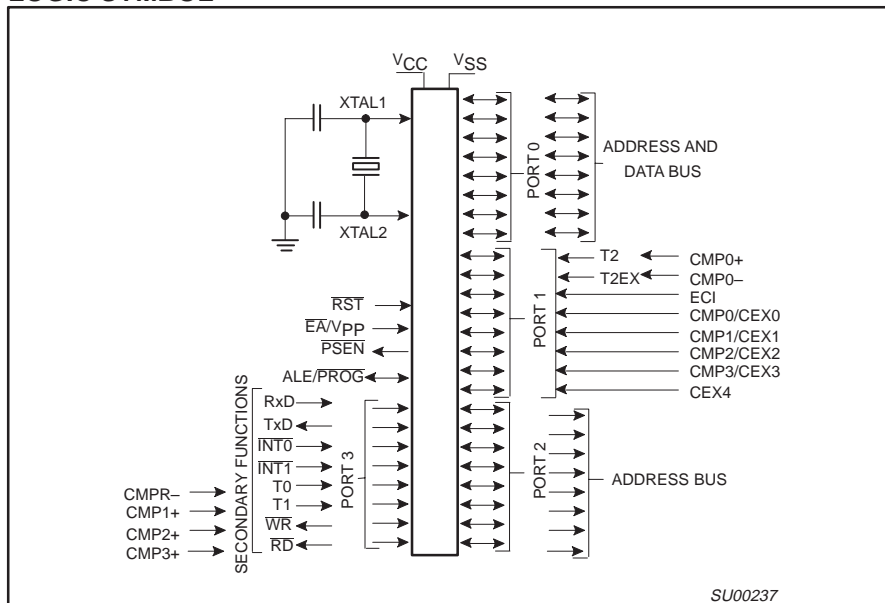 VCC VSS
XTAL1
XTAL2
PORT 0
ADDRESS AND
DATA BUS
RST
EA/VPP
PSEN
ALE/PROG
PORT 1
T2 CMP0+
T2EX CMP0–
ECI
CMP0/CEX0
CMP1/CEX1
CMP2/CEX2
CMP3/CEX3
CEX4
SECONDARY FUNCTIONS
RxD
TxD
INT0
INT1
T0
T1
WR
RD
CMPR–
CMP1+
CMP2+
CMP3+
PORT 3
PORT 2
ADDRESS BUS
SU00237